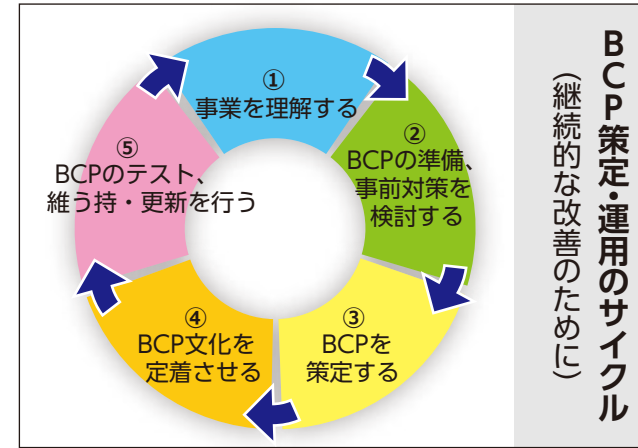 BCP策定・運用のサイクル
（継続的な改善のために）
①
事業を理解する
②
BCPの準備、
事前対策を
検討する
③
BCPを
策定する
④
BCP文化を
定着させる
⑤
BCPのテスト、
維う持・更新を行う